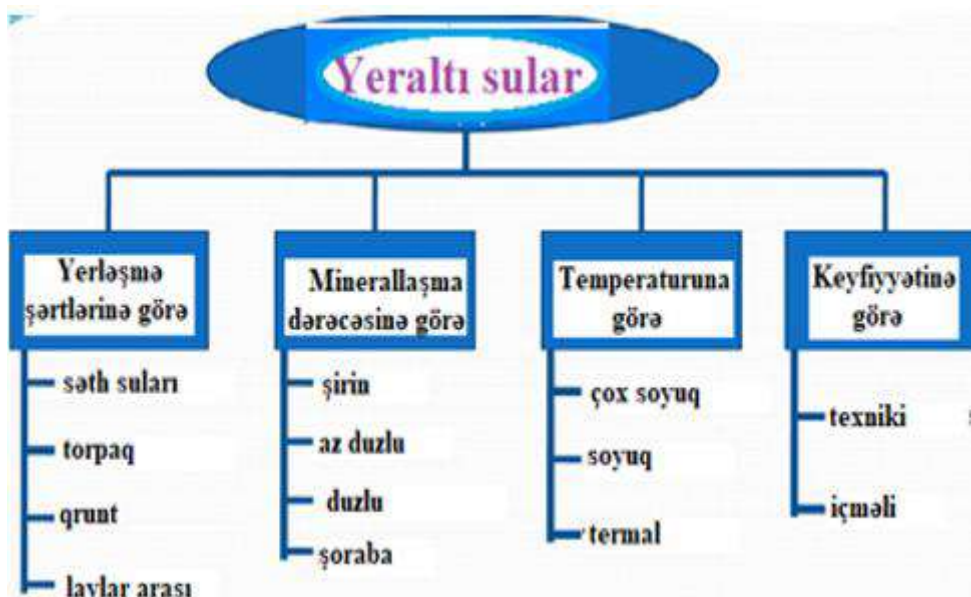 Yeraltı sular
Yerləşmə
şərtlərinə görə
səth suları
torpaq
qrunt
laylar arası
Minerallaşma
dərəcəsinə görə
şirin
az duzlu
duzlu
şoraba
Temperaturuna
görə
çox soyuq
soyuq
termal
Keyfiyyətinə
görə
texniki
içməli